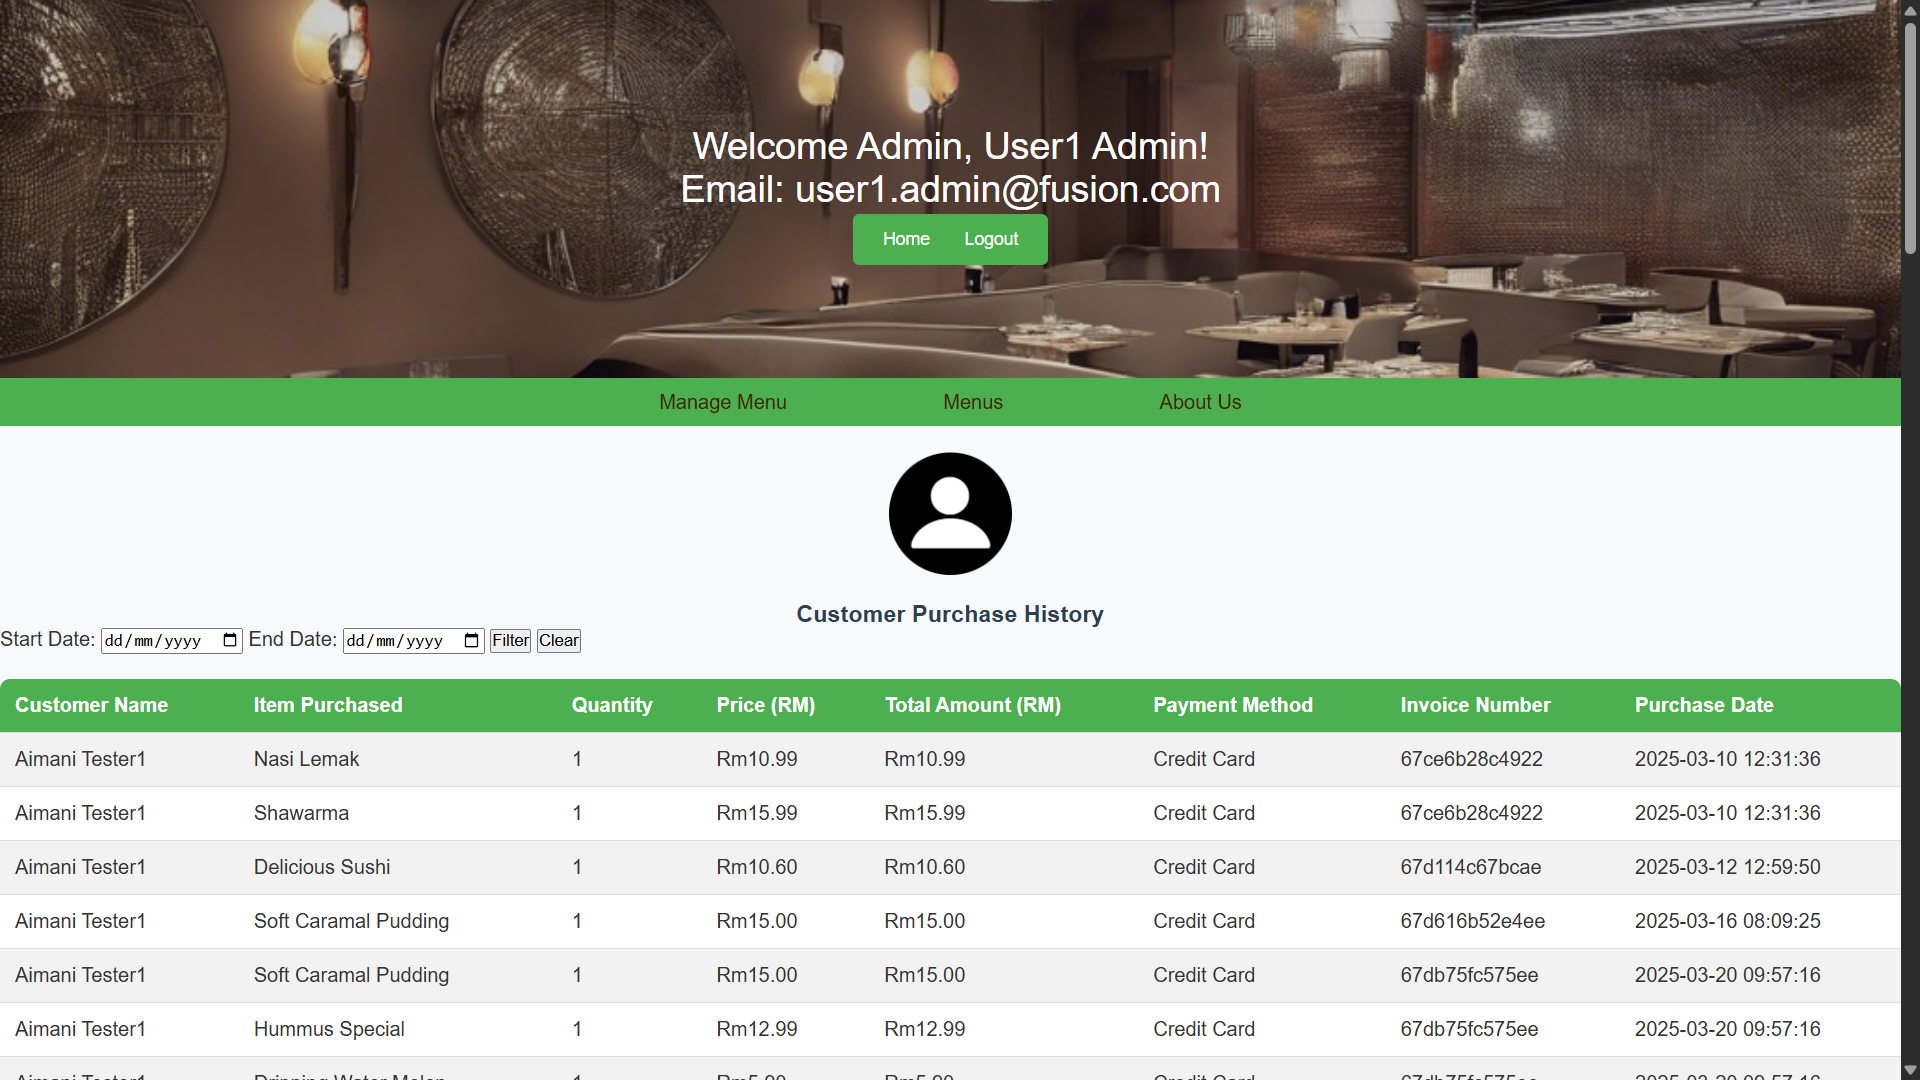 Welcome Admin, User1 Admin!
Email: user1.admin@fusion.com
Home Logout
Manage Menu Menus About Us
Customer Purchase History
Start Date: dd/mm/yyyy End Date: dd/mm/yyyy Filter Clear
Customer Name Item Purchased Quantity Price (RM) Total Amount (RM) Payment Method Invoice Number Purchase Date
Aimani Tester1 Nasi Lemak 1 Rm10.99 Rm10.99 Credit Card 67ce6b28c4922 2025-03-10 12:31:36
Aimani Tester1 Shawarma 1 Rm15.99 Rm15.99 Credit Card 67ce6b28c4922 2025-03-10 12:31:36
Aimani Tester1 Delicious Sushi 1 Rm10.60 Rm10.60 Credit Card 67d114c67bcae 2025-03-12 12:59:50
Aimani Tester1 Soft Caramal Pudding 1 Rm15.00 Rm15.00 Credit Card 67d616b52e4ee 2025-03-16 08:09:25
Aimani Tester1 Soft Caramal Pudding 1 Rm15.00 Rm15.00 Credit Card 67db75fc575ee 2025-03-20 09:57:16
Aimani Tester1 Hummus Special 1 Rm12.99 Rm12.99 Credit Card 67db75fc575ee 2025-03-20 09:57:16